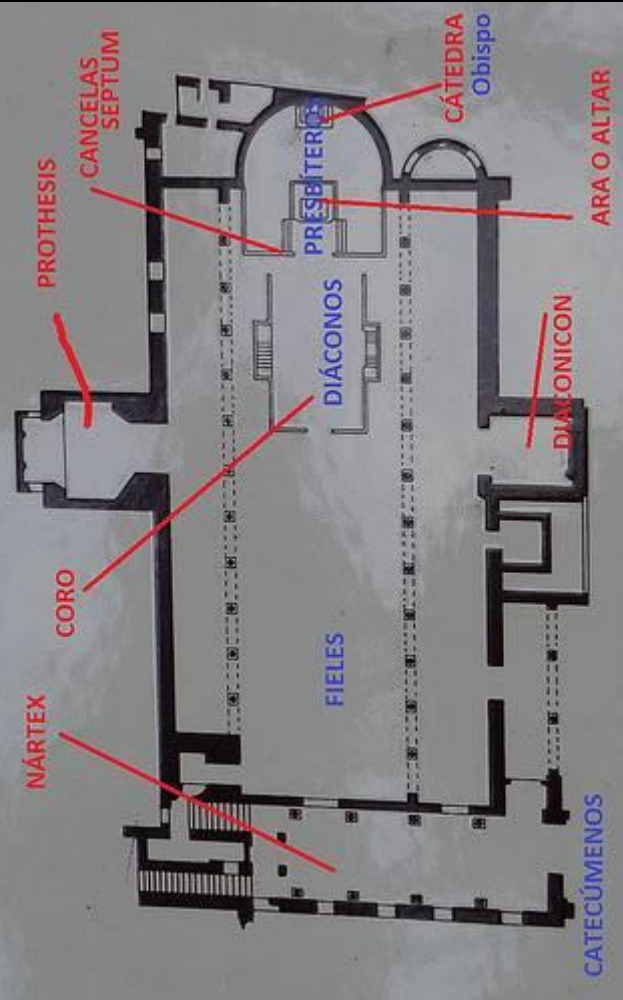 CANCELAS
SEPTUM
CÁTEDRA
Obispo
PRESBÍTEROS
ARA O ALTAR
PROTHESIS
DIÁCONOS
DIACONICON
CORO
FIELES
NÁRTEX
CATECÚMENOS